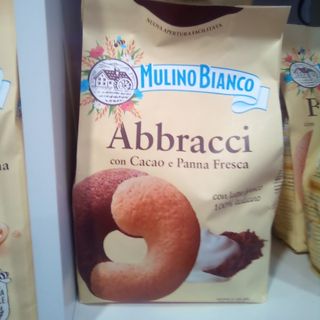 NUOVA APERTURA FACILITATA
MULINO BIANCO
Abbracci
con Cacao e Panna Fresca
con latte fresco
100% italiano